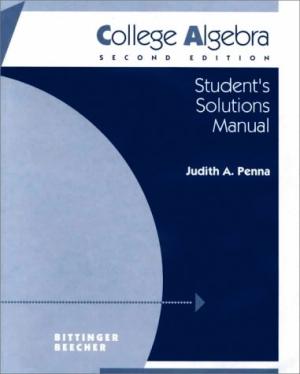 College Algebra
SECOND EDITION
Student's
Solutions
Manual
Judith A. Penna
BITTINGER
BEECHER